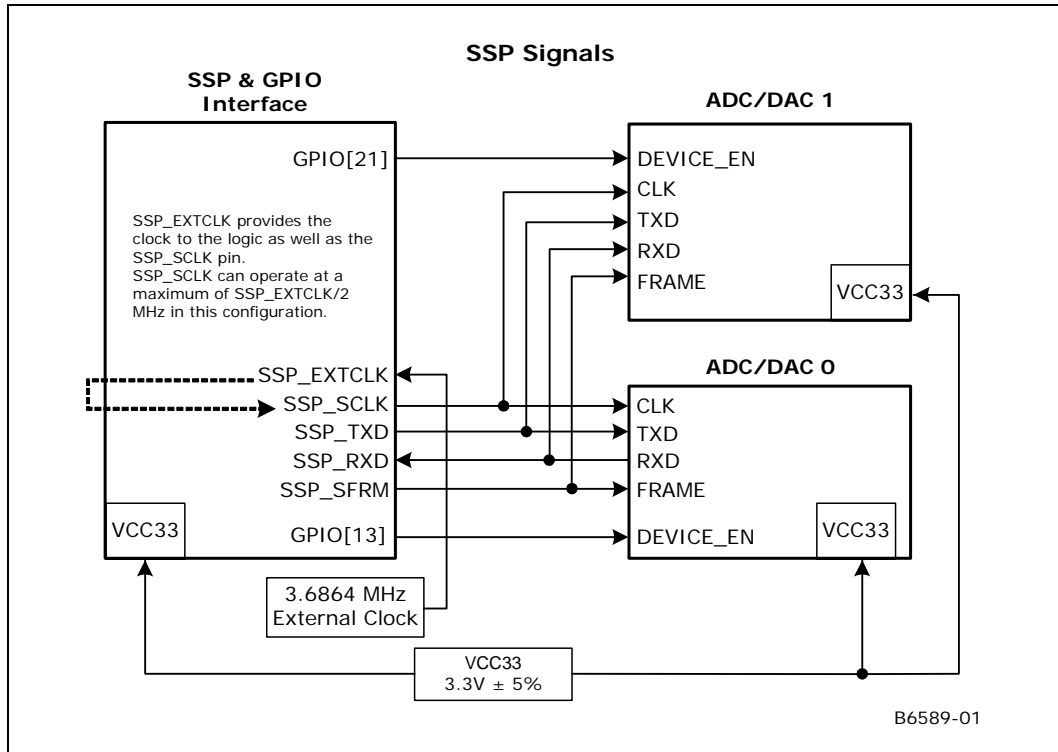 SSP Signals
SSP & GPIO
Interface
GPIO[21]
SSP_EXTCLK provides the
clock to the logic as well as the
SSP_SCLK pin.
SSP_SCLK can operate at a
maximum of SSP_EXTCLK/2
MHz in this configuration.
SSP_EXTCLK
SSP_SCLK
SSP_TXD
SSP_RXD
SSP_SFRM
GPIO[13]
VCC33
ADC/DAC 1
DEVICE_EN
CLK
TXD
RXD
FRAME
VCC33
ADC/DAC 0
CLK
TXD
RXD
FRAME
DEVICE_EN
VCC33
3.6864 MHz
External Clock
VCC33
3.3V ± 5%
B6589-01